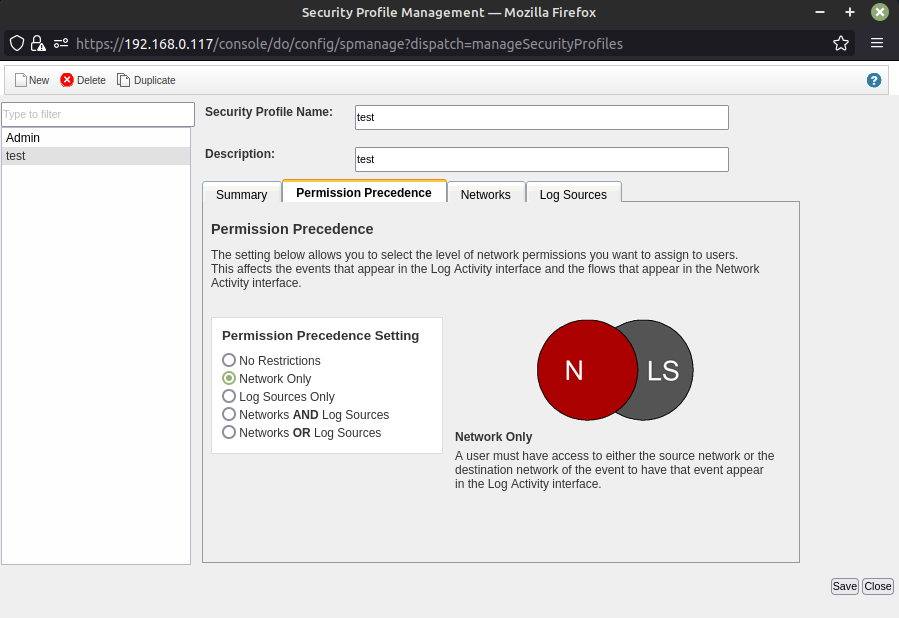 Security Profile Management — Mozilla Firefox
https://192.168.0.117/console/do/config/spmanage?dispatch=manageSecurityProfiles
New Delete Duplicate ?
Type to filter
Admin
test
Security Profile Name: test
Description: test
Summary Permission Precedence Networks Log Sources
Permission Precedence
The setting below allows you to select the level of network permissions you want to assign to users.
This affects the events that appear in the Log Activity interface and the flows that appear in the Network
Activity interface.
Permission Precedence Setting
No Restrictions
Network Only
Log Sources Only
Networks AND Log Sources
Networks OR Log Sources
N LS
Network Only
A user must have access to either the source network or the
destination network of the event to have that event appear
in the Log Activity interface.
Save Close